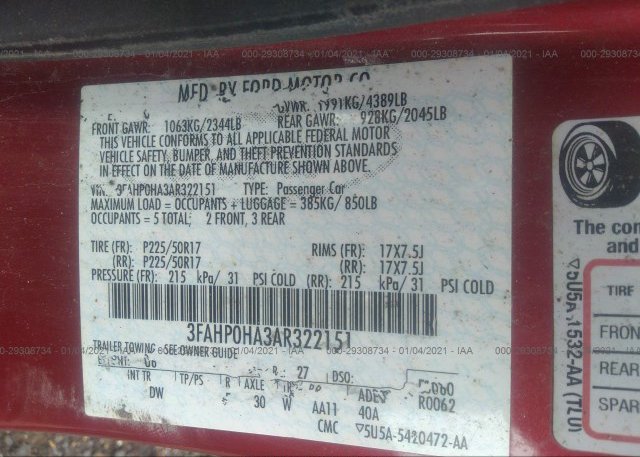 000-29308734 - 01/04/2021 - IAA
MFD. BY FORD MOTOR CO.
GVWR: 1991KG/4389LB
FRONT GAWR: 1063KG/2344LB REAR GAWR: 928KG/2045LB
THIS VEHICLE CONFORMS TO ALL APPLICABLE FEDERAL MOTOR
VEHICLE SAFETY, BUMPER, AND THEFT PREVENTION STANDARDS
IN EFFECT ON THE DATE OF MANUFACTURE SHOWN ABOVE.
VIN: 3FAHP0HA3AR322151 TYPE: Passenger Car
MAXIMUM LOAD = OCCUPANTS + LUGGAGE = 385KG/850LB
OCCUPANTS = 5 TOTAL, 2 FRONT, 3 REAR
TIRE (FR): P225/50R17 RIMS (FR): 17X7.5J
(RR): P225/50R17 (RR): 17X7.5J
PRESSURE (FR): 215 kPa/ 31 PSI COLD (RR): 215 kPa/ 31 PSI COLD
3FAHP0HA3AR322151
TRAILER TOWING - SEE OWNER GUIDE
27 DSO:
INT TR TP/PS R AXLE
R0062
DW 30 W AA11 40A
CMC ▽5U5A-5420472-AA
The
and
TIRE
FRON
REAR
SPAR
▽5U5A 1532-AA (TLU)